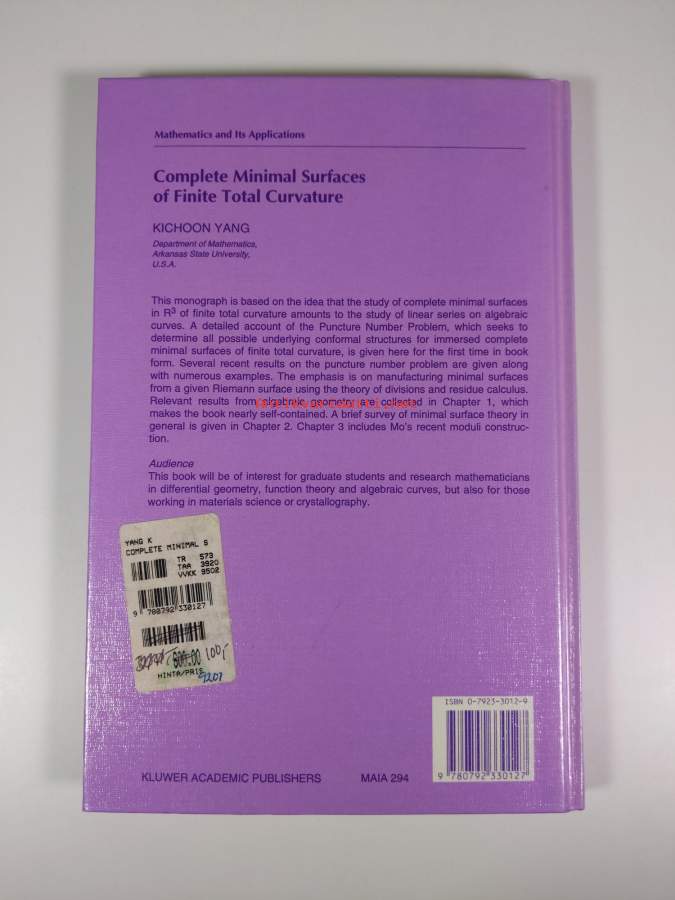 Mathematics and Its Applications
Complete Minimal Surfaces
of Finite Total Curvature
KICHOON YANG
Department of Mathematics,
Arkansas State University,
U.S.A.
This monograph is based on the idea that the study of complete minimal surfaces
in R³ of finite total curvature amounts to the study of linear series on algebraic
curves. A detailed account of the Puncture Number Problem, which seeks to
determine all possible underlying conformal structures for immersed complete
minimal surfaces of finite total curvature, is given here for the first time in book
form. Several recent results on the puncture number problem are given along
with numerous examples. The emphasis is on manufacturing minimal surfaces
from a given Riemann surface using the theory of divisions and residue calculus.
Relevant results from algebraic geometry are collected in Chapter 1, which
makes the book nearly self-contained. A brief survey of minimal surface theory in
general is given in Chapter 2. Chapter 3 includes Mo's recent moduli construc-
tion.
Audience
This book will be of interest for graduate students and research mathematicians
in differential geometry, function theory and algebraic curves, but also for those
working in materials science or crystallography.
YANG K
COMPLETE MINIMAL S
TR 573
TAA 3920
VVKK 9502
9 780792 330127
800.00 100,-
HINTA/PRIS
ISBN 0-7923-3012-9
9 780792 330127
KLUWER ACADEMIC PUBLISHERS MAIA 294